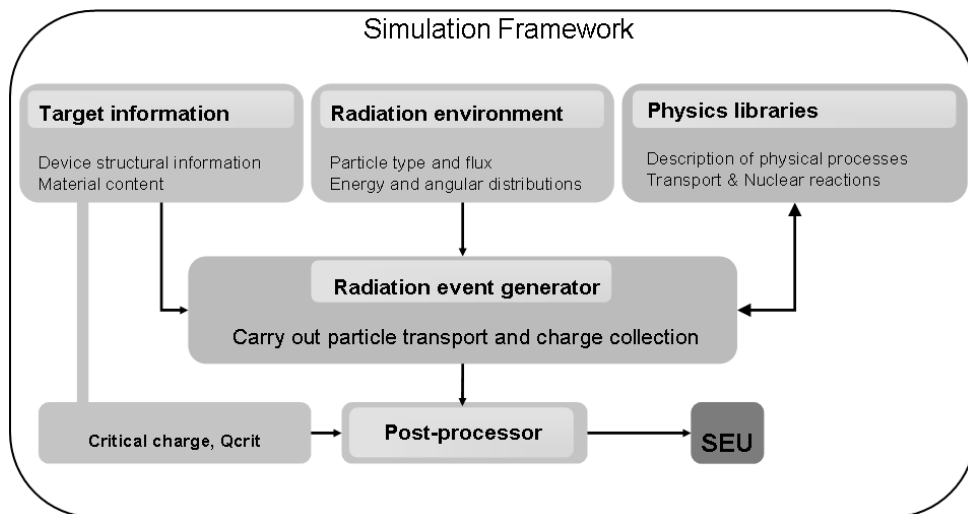 Simulation Framework
Target information
Device structural information
Material content
Radiation environment
Particle type and flux
Energy and angular distributions
Physics libraries
Description of physical processes
Transport & Nuclear reactions
Radiation event generator
Carry out particle transport and charge collection
Critical charge, Qcrit
Post-processor
SEU